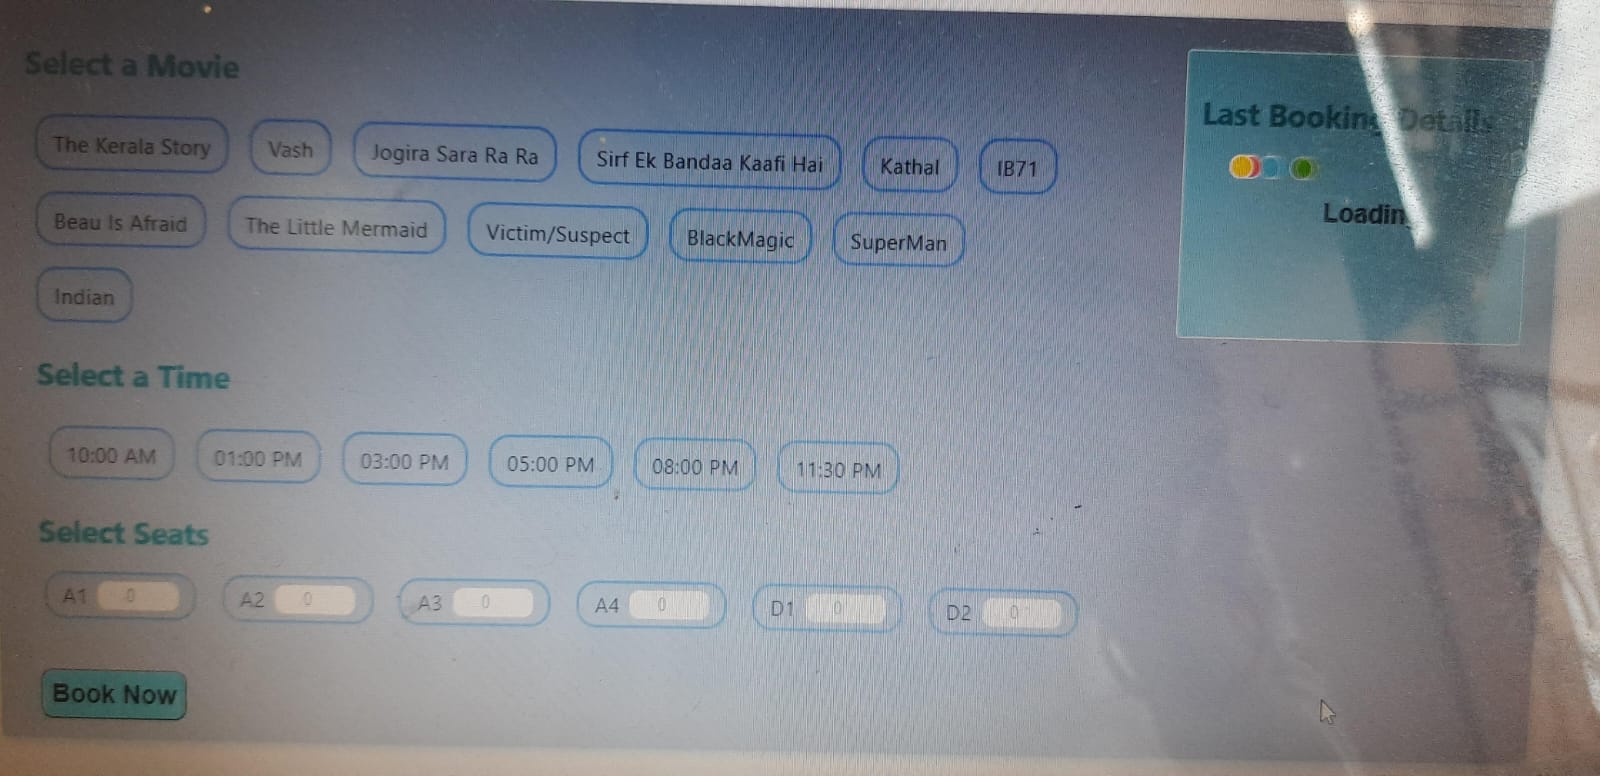 Select a Movie
The Kerala Story Vash Jogira Sara Ra Ra Sirf Ek Bandaa Kaafi Hai Kathal IB71
Beau Is Afraid The Little Mermaid Victim/Suspect BlackMagic SuperMan
Indian
Select a Time
10:00 AM 01:00 PM 03:00 PM 05:00 PM 08:00 PM 11:30 PM
Select Seats
A1 0 A2 0 A3 0 A4 0 D1 0 D2 0
Book Now
Last Booking Details
Loadin